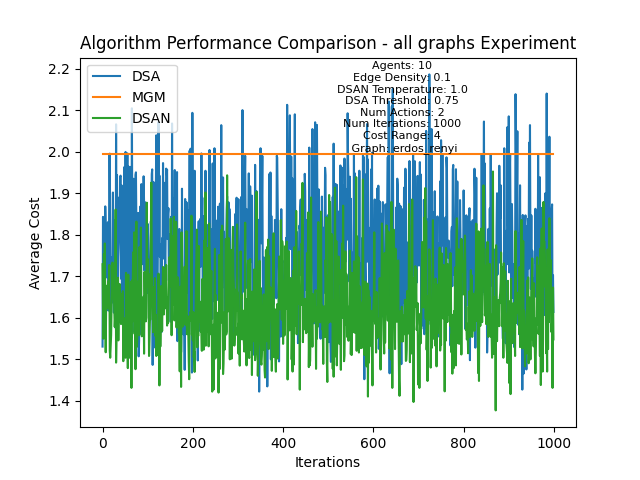 Algorithm Performance Comparison - all graphs Experiment
DSA
MGM
DSAN
Agents: 10
Edge Density: 0.1
DSAN Temperature: 1.0
DSA Threshold: 0.75
Num Actions: 2
Num Iterations: 1000
Cost Range: 4
Graph: erdos_renyi
Average Cost
2.2
2.1
2.0
1.9
1.8
1.7
1.6
1.5
1.4
0 200 400 600 800 1000
Iterations